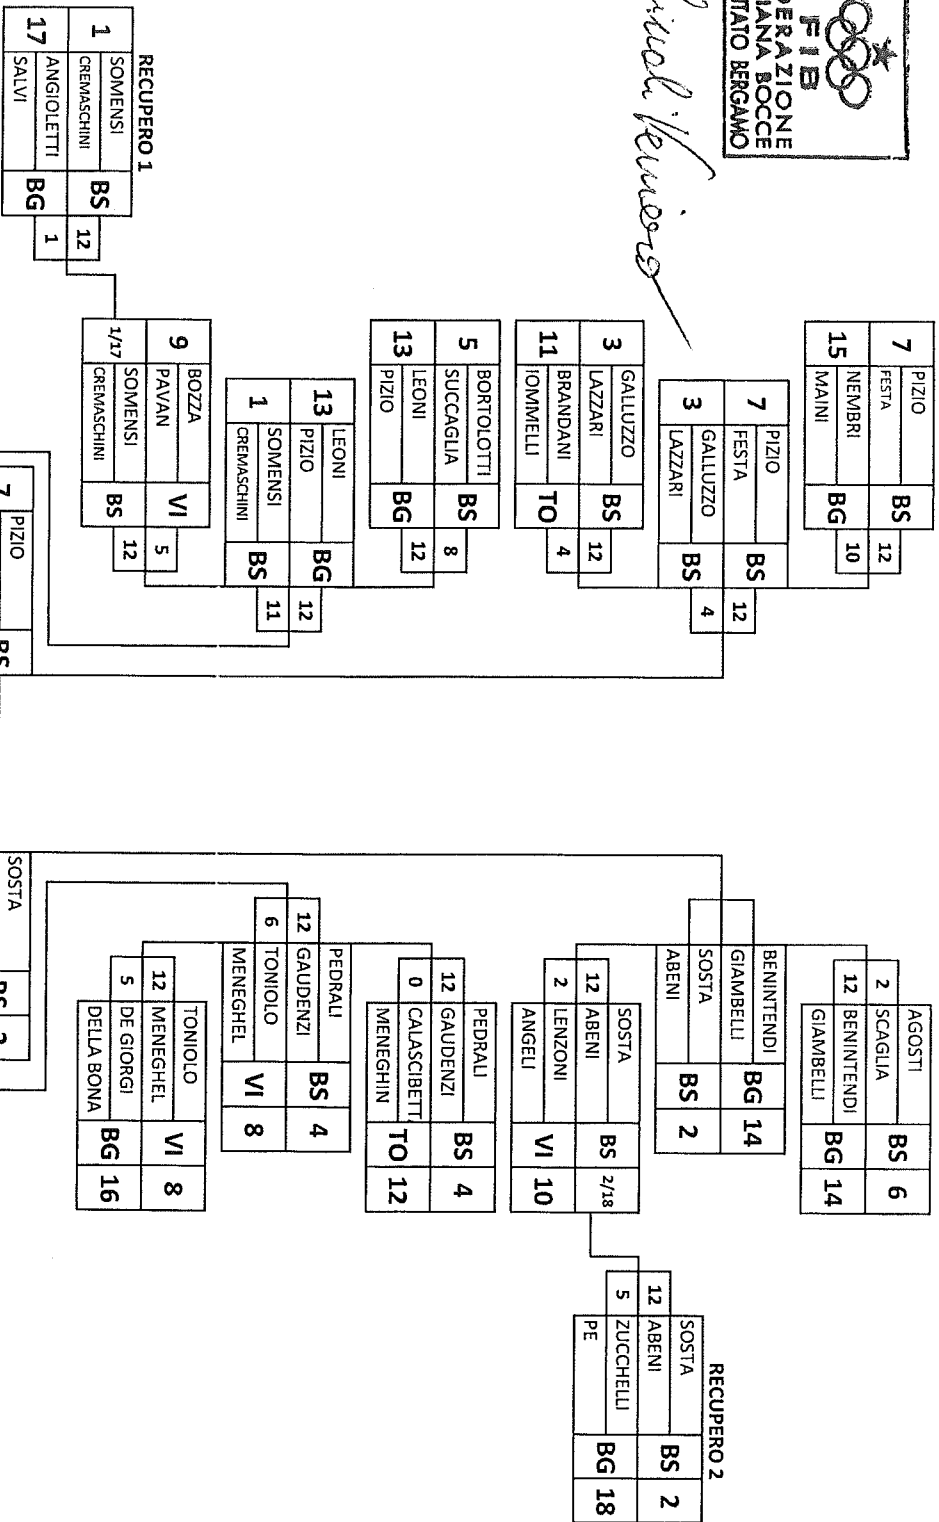 FIB
DERAZIONE
IANA BOCCE
TATO BERGAMO
7 PIZIO FESTA BS 12
15 NEMBRI MAINI BG 10
7 PIZIO FESTA BS 12
3 GALLUZZO LAZZARI BS 4
3 GALLUZZO LAZZARI BS 12
11 BRANDANI IOMMELLI TO 4
5 BORTOLOTTI SUCCAGLIA BS 8
13 LEONI PIZIO BG 12
13 LEONI PIZIO BG 12
1 SOMENSI CREMASCHINI BS 11
9 BOZZA PAVAN VI 5
1/17 SOMENSI CREMASCHINI BS 12
RECUPERO 1
1 SOMENSI CREMASCHINI BS 12
17 ANGIOLETTI SALVI BG 1
7 PIZIO BS
AGOSTI 2 SCAGLIA BS 6
12 BENINTENDI GIAMBELLI BG 14
BENINTENDI GIAMBELLI BG 14
SOSTA ABENI BS 2
SOSTA 12 ABENI BS 2/18
2 LENZONI ANGELI VI 10
RECUPERO 2
SOSTA 12 ABENI BS 2
5 ZUCCHELLI PE BG 18
PEDRALI 12 GAUDENZI BS 4
0 CALASCIBETT MENEGHIN TO 12
PEDRALI 12 GAUDENZI BS 4
6 TONIOLO MENEGHEL VI 8
TONIOLO 12 MENEGHEL VI 8
5 DE GIORGI DELLA BONA BG 16
SOSTA BS 2